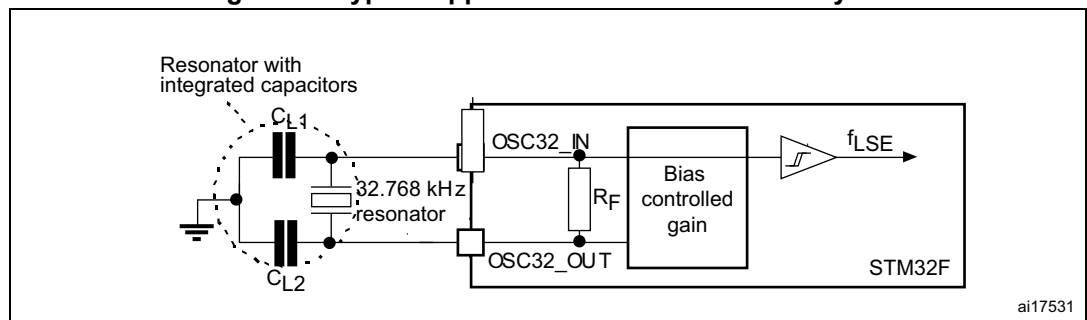 Resonator with
integrated capacitors
CL1
OSC32_IN
fLSE
32.768 kHz
resonator
RF
Bias
controlled
gain
OSC32_OUT
STM32F
CL2
ai17531